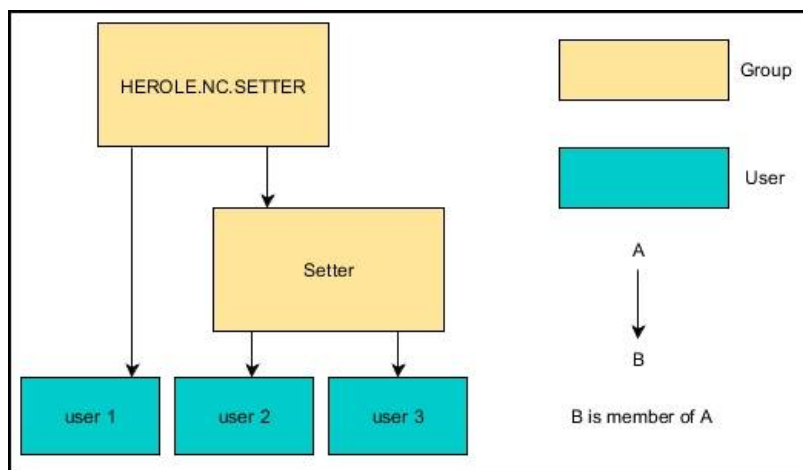 HEROLE.NC.SETTER
Group
User
Setter
A
B
user 1
user 2
user 3
B is member of A